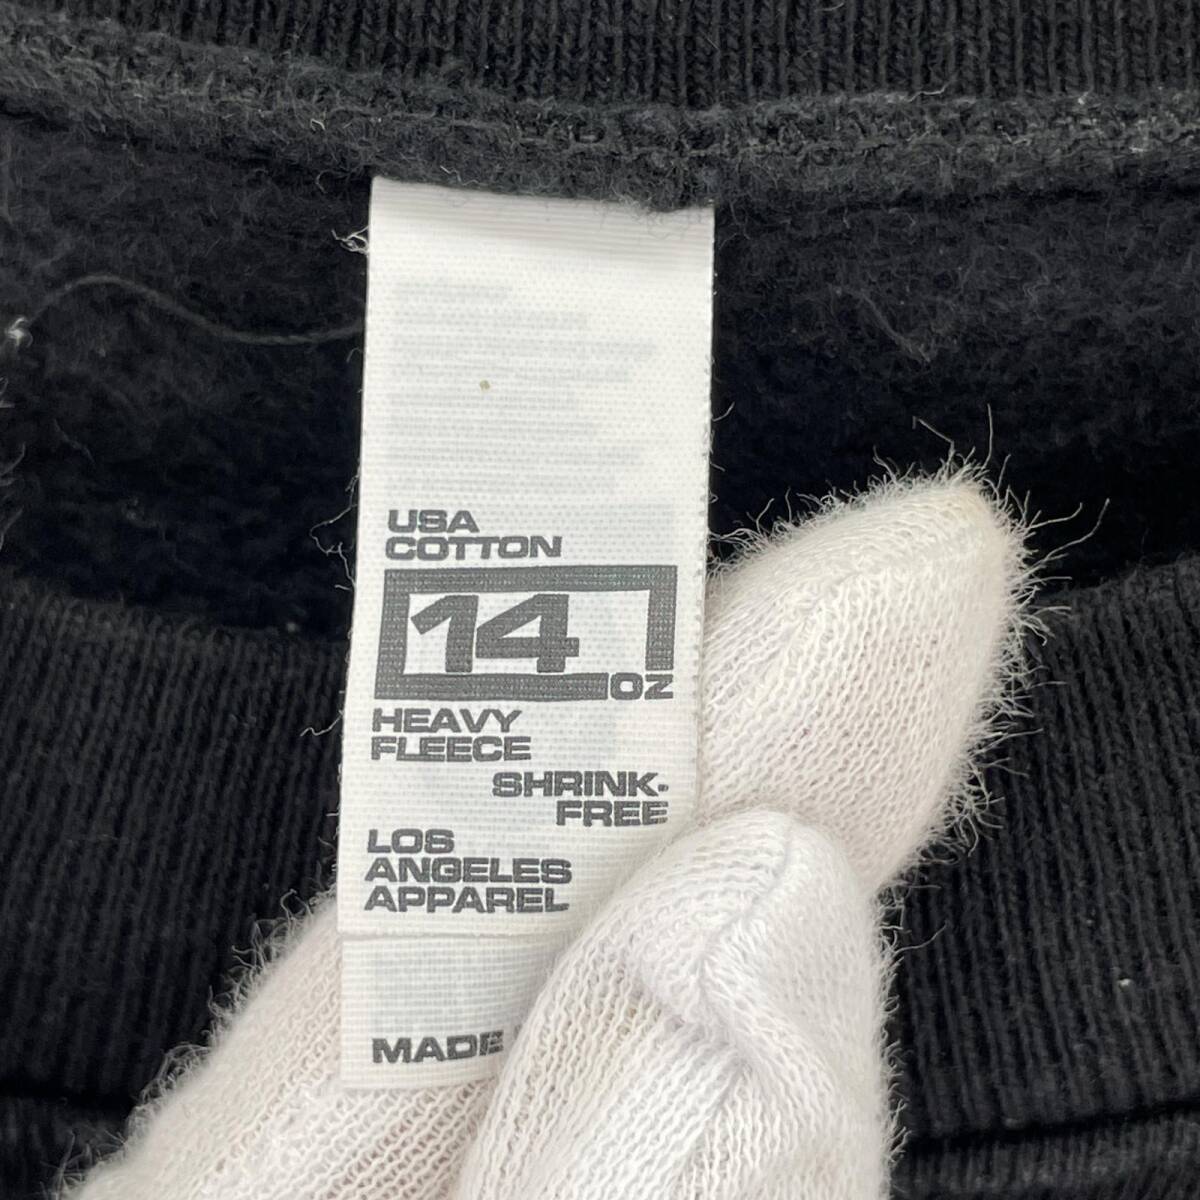 USA
COTTON
14
OZ
HEAVY
FLEECE
SHRINK-
FREE
LOS
ANGELES
APPAREL
MADE